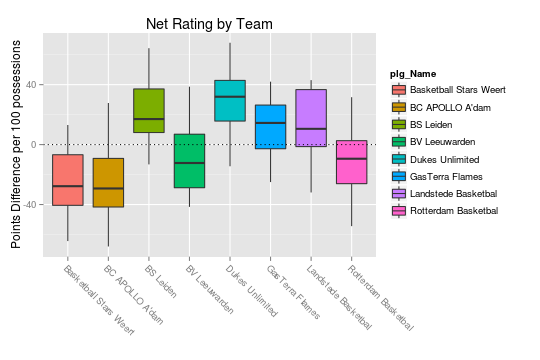 Net Rating by Team
Points Difference per 100 possessions
40
0
-40
Basketball Stars Weert
BC APOLLO A'dam
BS Leiden
BV Leeuwarden
Dukes Unlimited
GasTerra Flames
Landstede Basketbal
Rotterdam Basketbal
plg_Name
Basketball Stars Weert
BC APOLLO A'dam
BS Leiden
BV Leeuwarden
Dukes Unlimited
GasTerra Flames
Landstede Basketbal
Rotterdam Basketbal